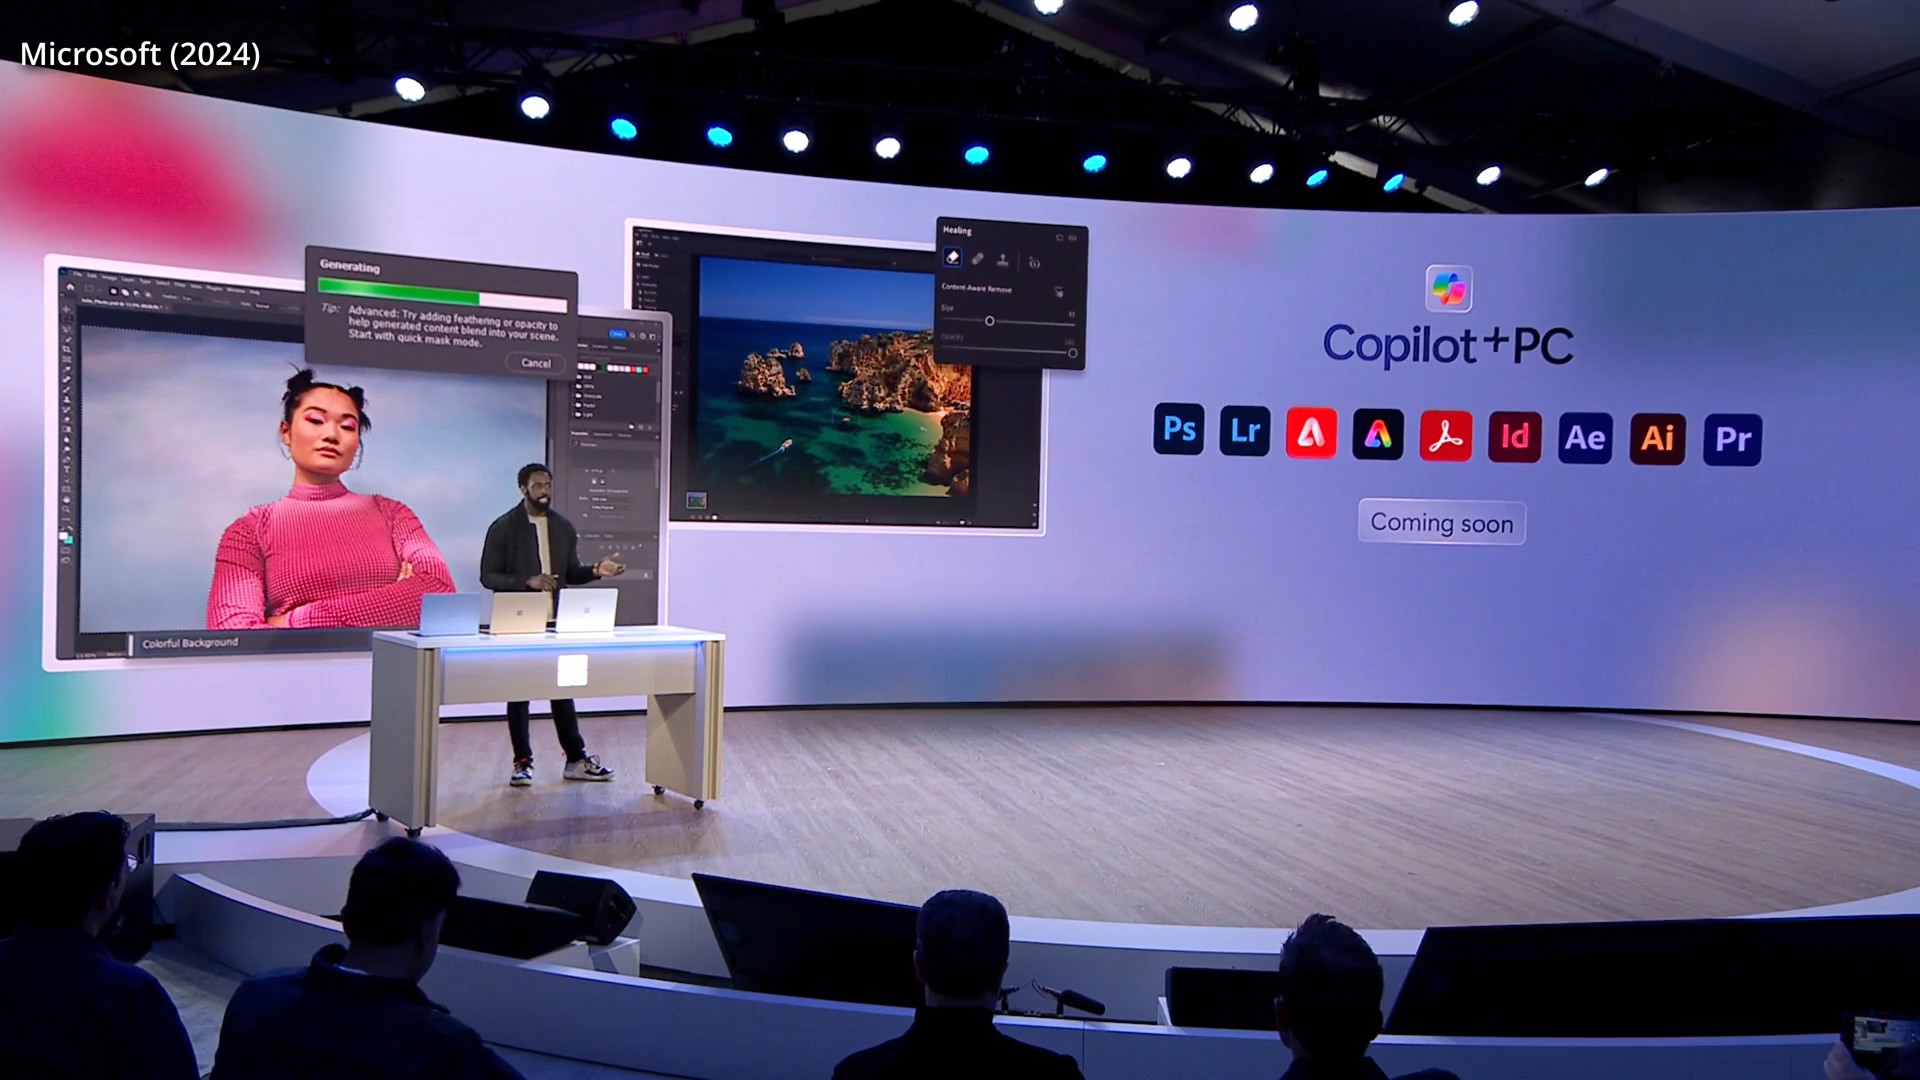 Microsoft (2024)
Generating
Tip:
Advanced: Try adding feathering or opacity to
help generated content blend into your scene.
Start with quick mask mode.
Cancel
Colorful Background
Healing
Content-Aware Remove
Size
Opacity
Copilot+PC
Ps Lr Id Ae Ai Pr
Coming soon